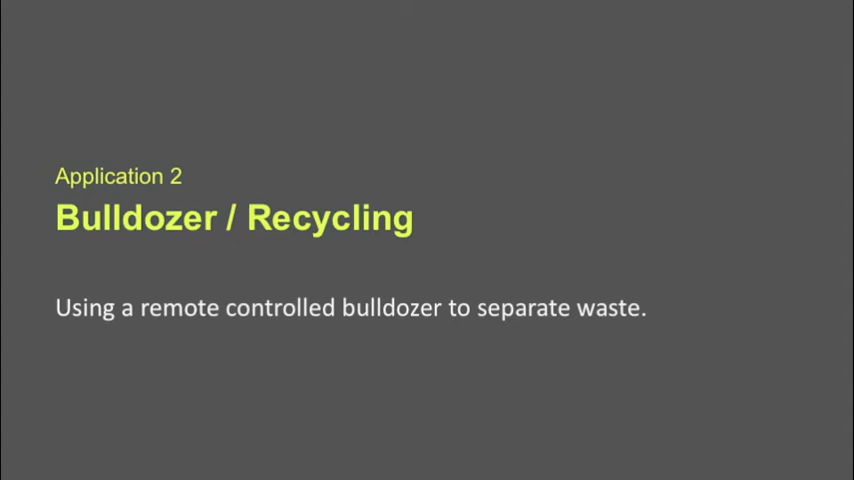 Application 2
Bulldozer / Recycling
Using a remote controlled bulldozer to separate waste.